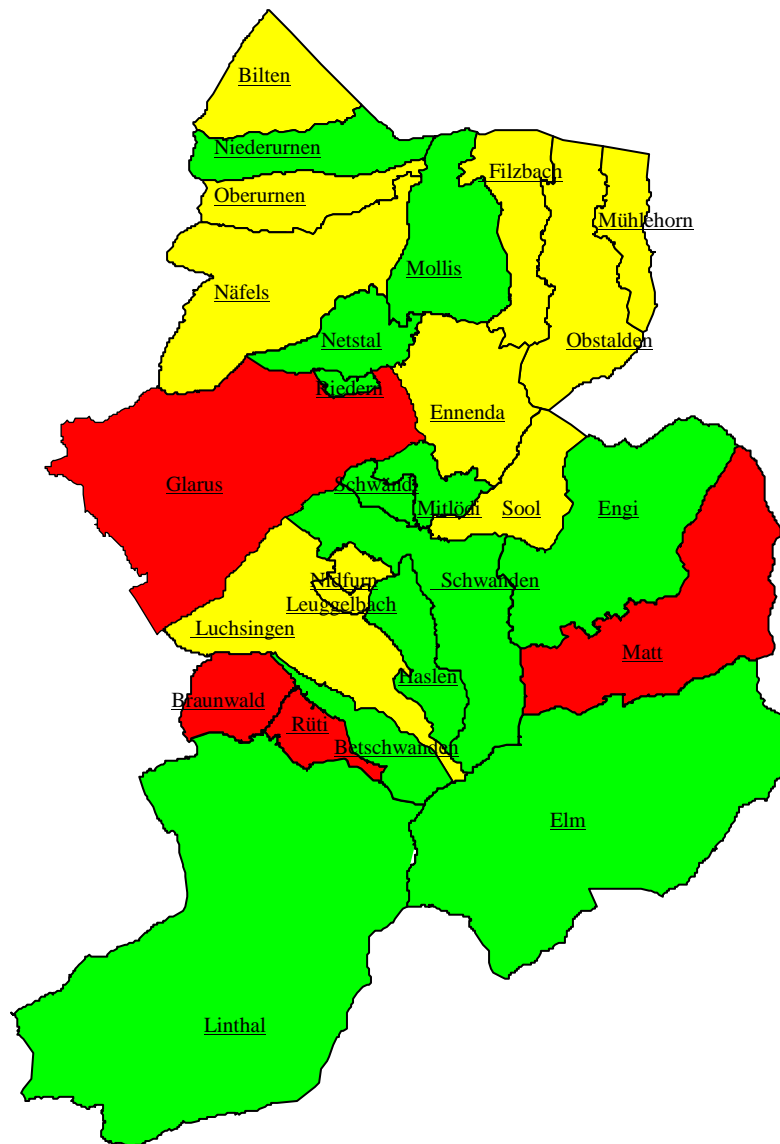 Bilten
Niederurnen
Filzbach
Oberurnen
Mühlehorn
Mollis
Näfels
Netstal
Obstalden
Riedern
Ennenda
Glarus
Schwändi
Mitlödi
Sool
Engi
Nidfurn
Schwanden
Leuggelbach
Luchsingen
Matt
Haslen
Braunwald
Rüti
Betschwanden
Elm
Linthal